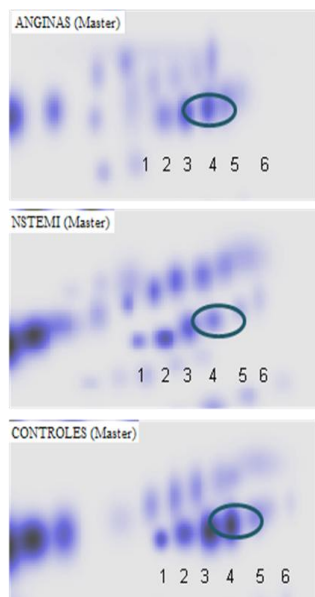 ANGINAS (Master)
1 2 3 4 5 6
NSTEMI (Master)
1 2 3 4 5 6
CONTROLES (Master)
1 2 3 4 5 6